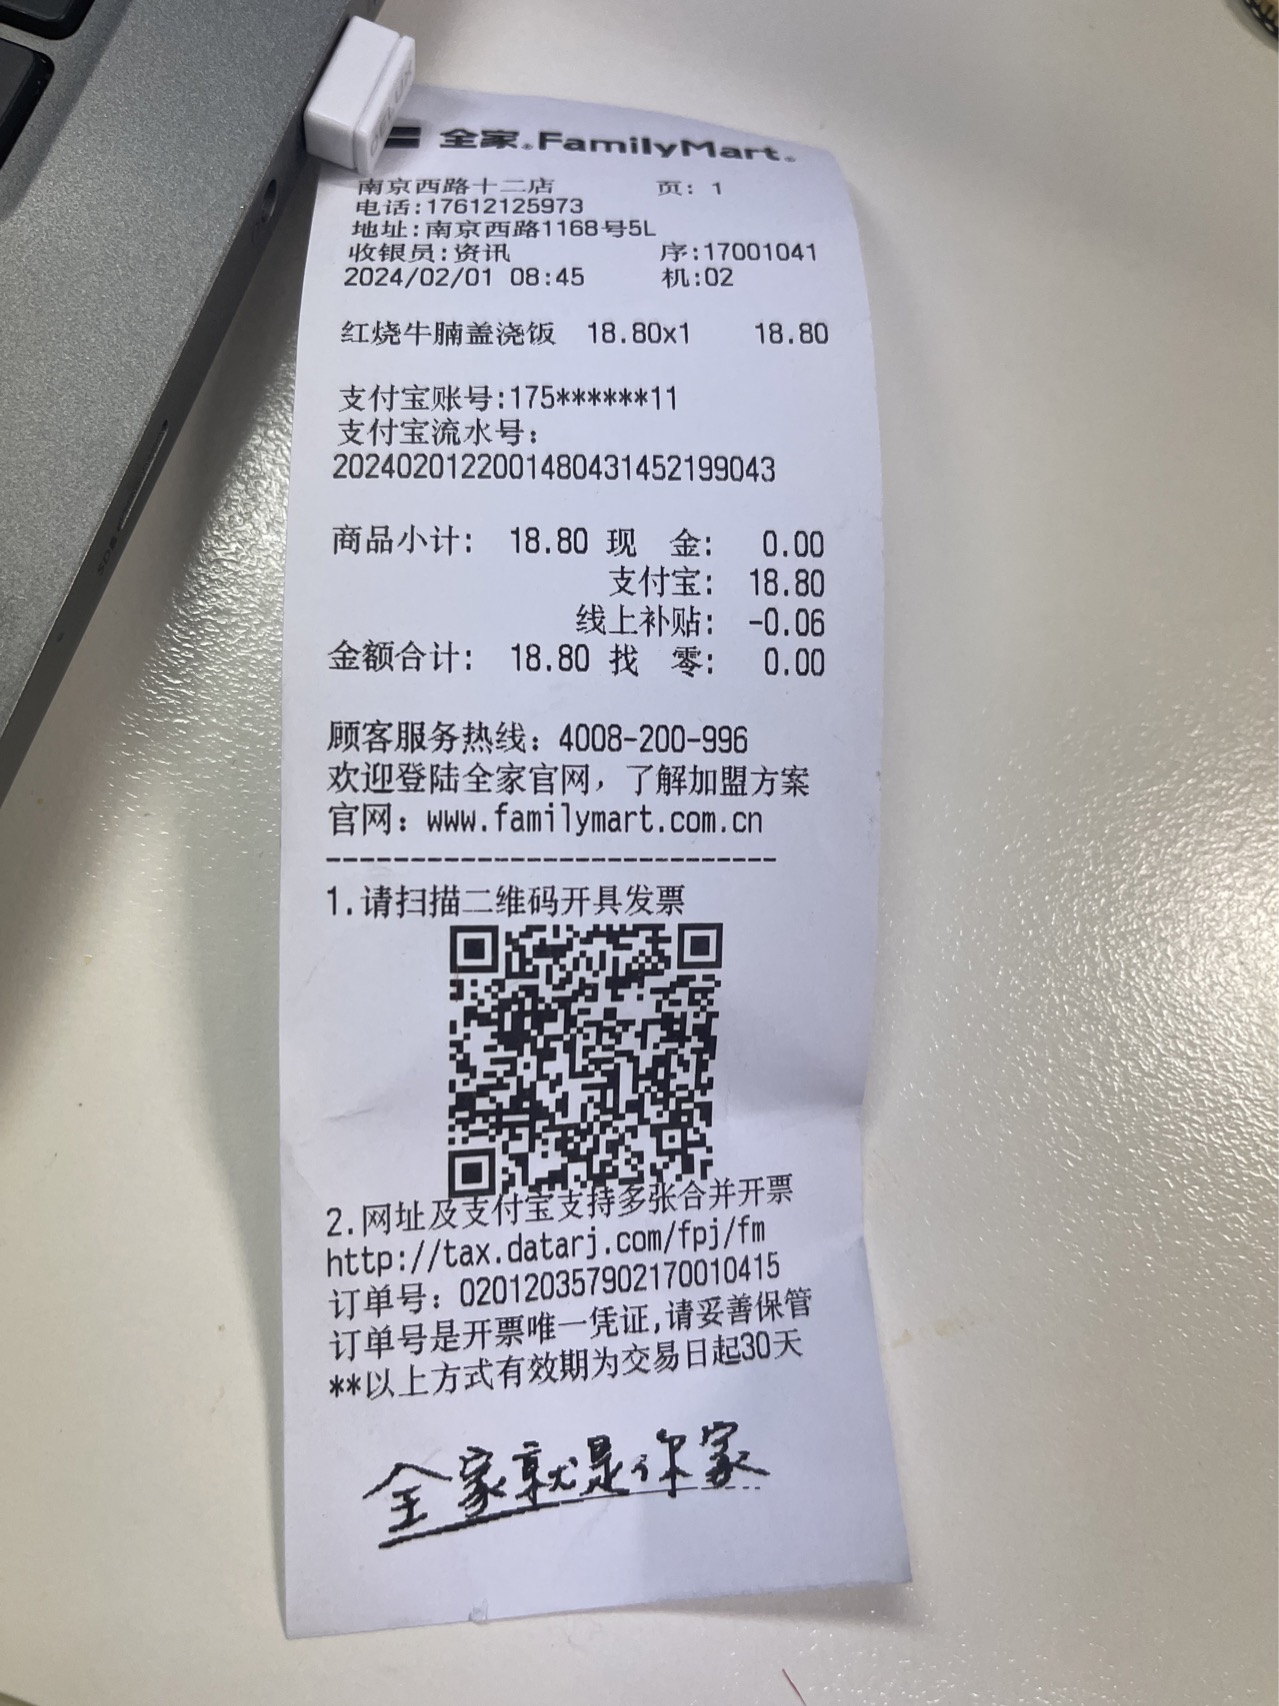 全家®FamilyMart®
南京西路十二店 页: 1
电话:17612125973
地址:南京西路1168号5L
收银员:资讯 序:17001041
2024/02/01 08:45 机:02
红烧牛腩盖浇饭 18.80x1 18.80
支付宝账号:175******11
支付宝流水号:
2024020122001480431452199043
商品小计: 18.80 现 金: 0.00
支付宝: 18.80
线上补贴: -0.06
金额合计: 18.80 找 零: 0.00
顾客服务热线: 4008-200-996
欢迎登陆全家官网, 了解加盟方案
官网: www.familymart.com.cn
----------------------------
1.请扫描二维码开具发票
2.网址及支付宝支持多张合并开票
http://tax.datarj.com/fpj/fm
订单号: 020120357902170010415
订单号是开票唯一凭证,请妥善保管
**以上方式有效期为交易日起30天
全家就是你家